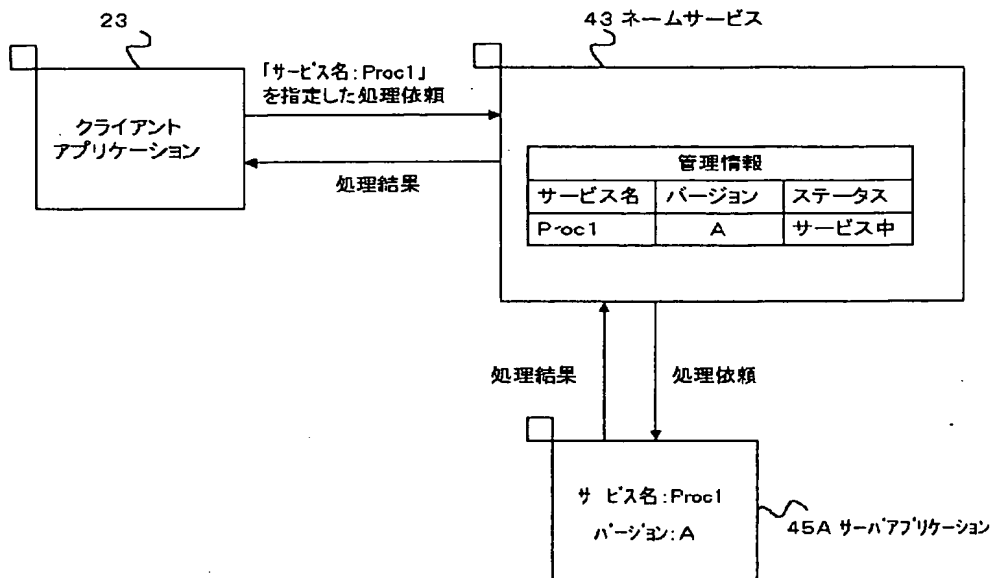 23
43 ネームサービス
「サービス名:Proc1」
を指定した処理依頼
クライアント
アプリケーション
処理結果
管理情報
サービス名 バージョン ステータス
Proc1 A サービス中
処理結果 処理依頼
サービス名:Proc1
バージョン:A
45A サーバアプリケーション